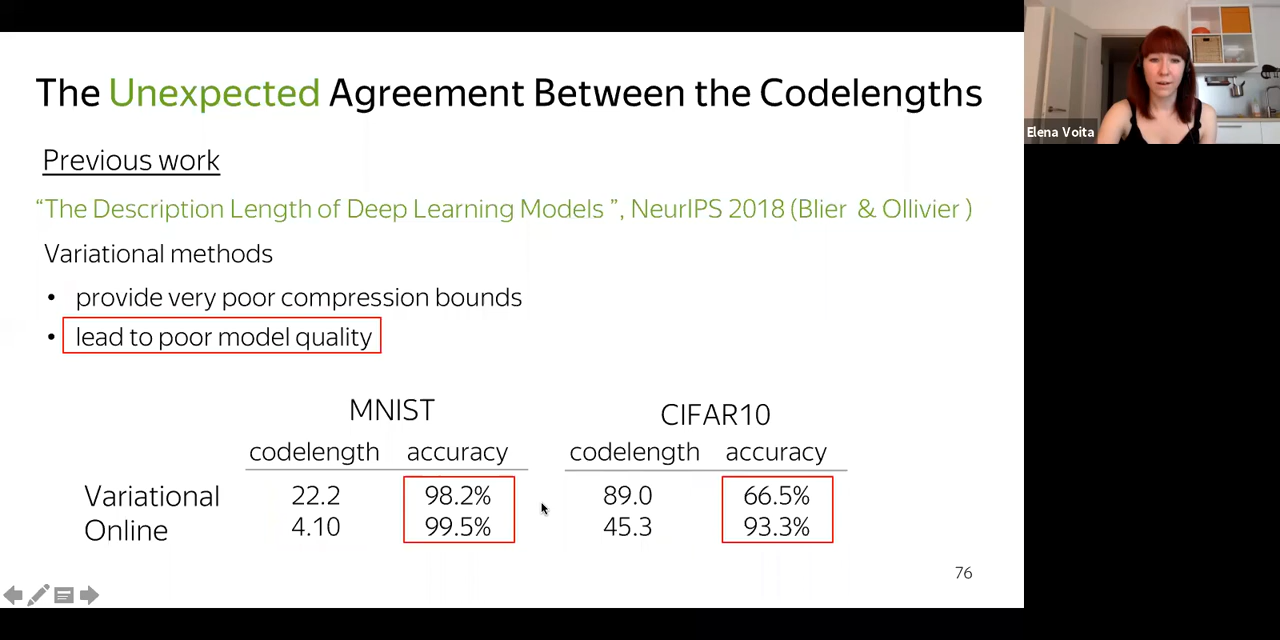 The Unexpected Agreement Between the Codelengths
Elena Voita
Previous work
“The Description Length of Deep Learning Models ”, NeurIPS 2018 (Blier & Ollivier )
Variational methods
• provide very poor compression bounds
• lead to poor model quality
MNIST CIFAR10
codelength accuracy codelength accuracy
Variational 22.2 98.2% 89.0 66.5%
Online 4.10 99.5% 45.3 93.3%
76